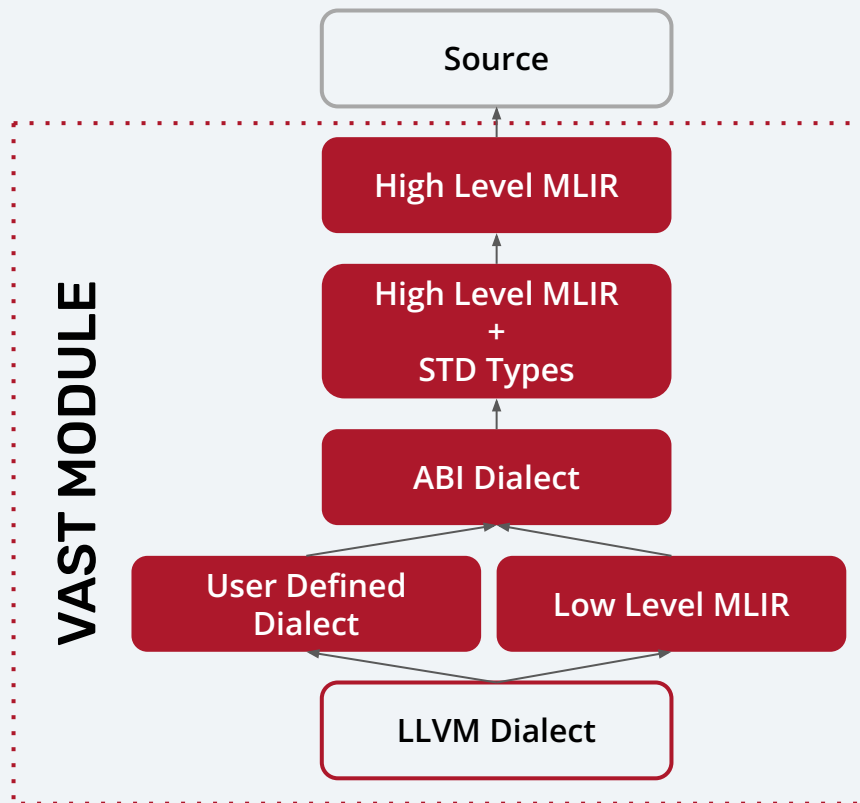 Source
High Level MLIR
High Level MLIR
+
STD Types
VAST MODULE
ABI Dialect
User Defined
Dialect
Low Level MLIR
LLVM Dialect